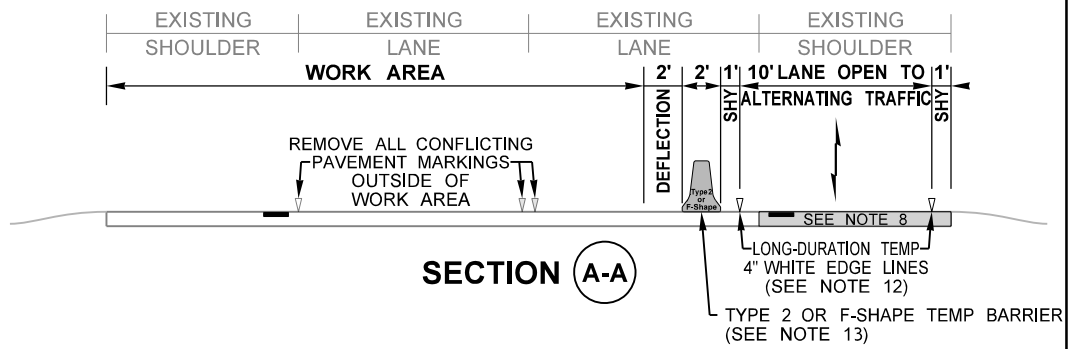 EXISTING EXISTING EXISTING EXISTING
SHOULDER LANE LANE SHOULDER
WORK AREA 2' 2' 1' 10' LANE OPEN TO 1'
ALTERNATING TRAFFIC
DEFLECTION
SHY
SHY
REMOVE ALL CONFLICTING
PAVEMENT MARKINGS
OUTSIDE OF
WORK AREA
Type 2
or
F-Shape
SEE NOTE 8
LONG-DURATION TEMP
4" WHITE EDGE LINES
(SEE NOTE 12)
SECTION A-A
TYPE 2 OR F-SHAPE TEMP BARRIER
(SEE NOTE 13)